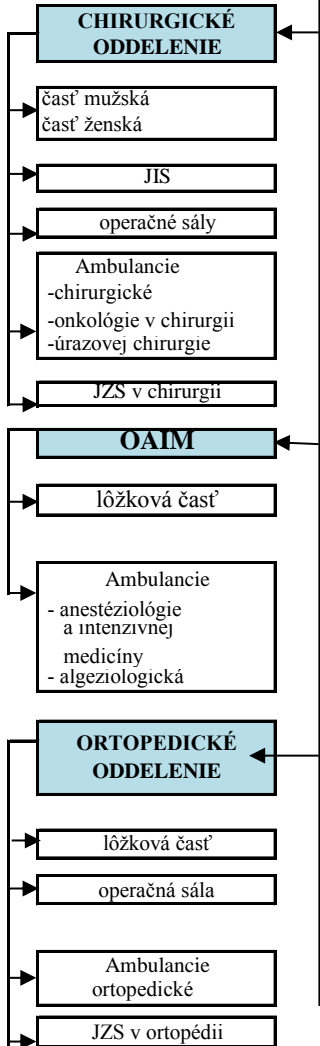 CHIRURGICKÉ
ODDELENIE
časť mužská
časť ženská
JIS
operačné sály
Ambulancie
-chirurgické
-onkológie v chirurgii
-úrazovej chirurgie
JZS v chirurgii
OAIM
lôžková časť
Ambulancie
- anestéziológie
a intenzívnej
medicíny
- algeziologická
ORTOPEDICKÉ
ODDELENIE
lôžková časť
operačná sála
Ambulancie
ortopedické
JZS v ortopédii